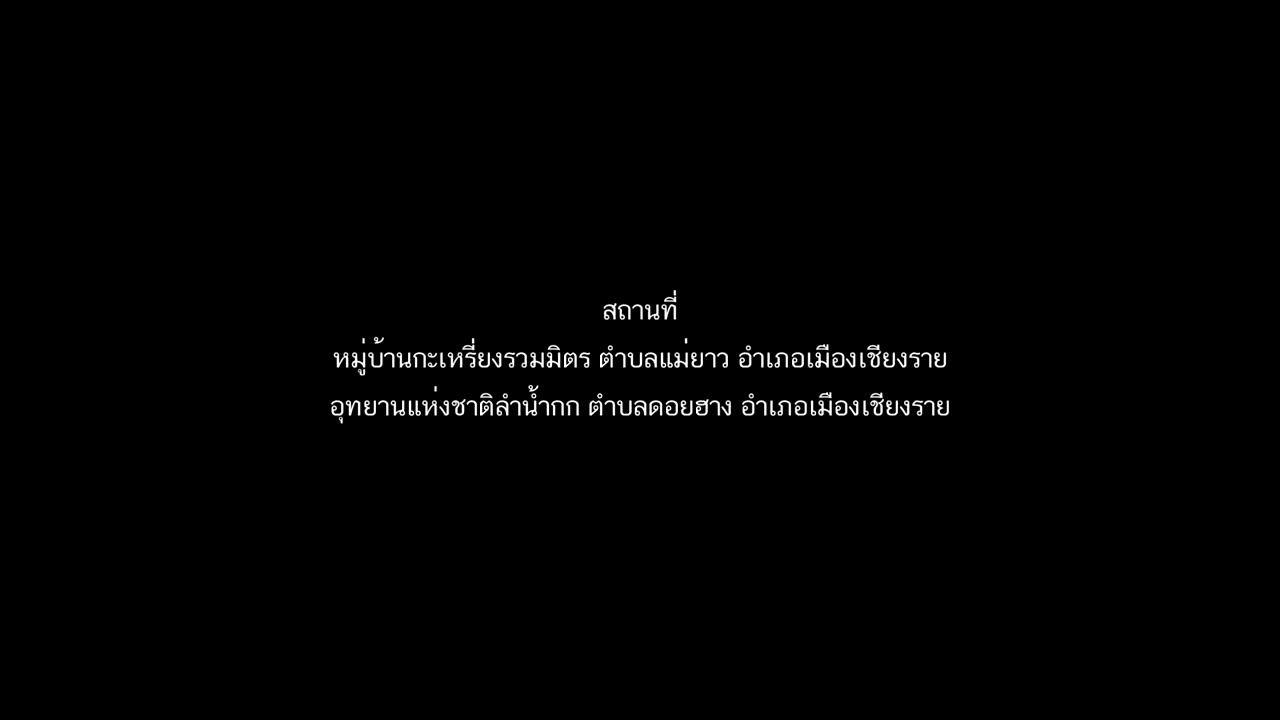 สถานที่
หมู่บ้านกะเหรี่ยงรวมมิตร ตำบลแม่ยาว อำเภอเมืองเชียงราย
อุทยานแห่งชาติลำน้ำกก ตำบลดอยฮาง อำเภอเมืองเชียงราย